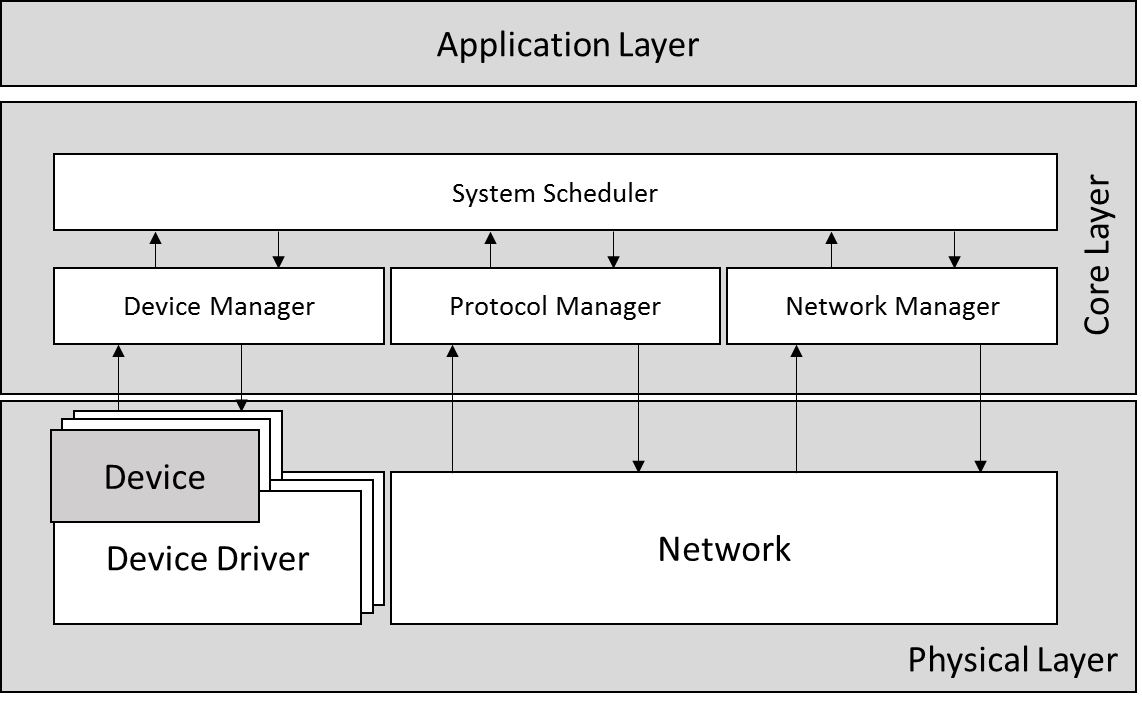 Application Layer
System Scheduler
Core Layer
Device Manager
Protocol Manager
Network Manager
Device
Device Driver
Network
Physical Layer